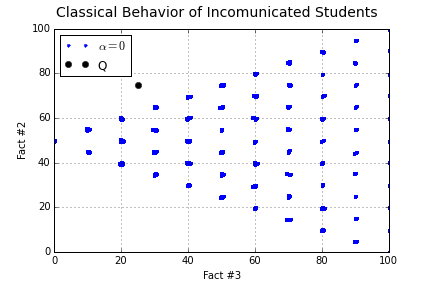 Classical Behavior of Incomunicated Students
α=0
Q
Fact #2
100
80
60
40
20
0
0 20 40 60 80 100
Fact #3